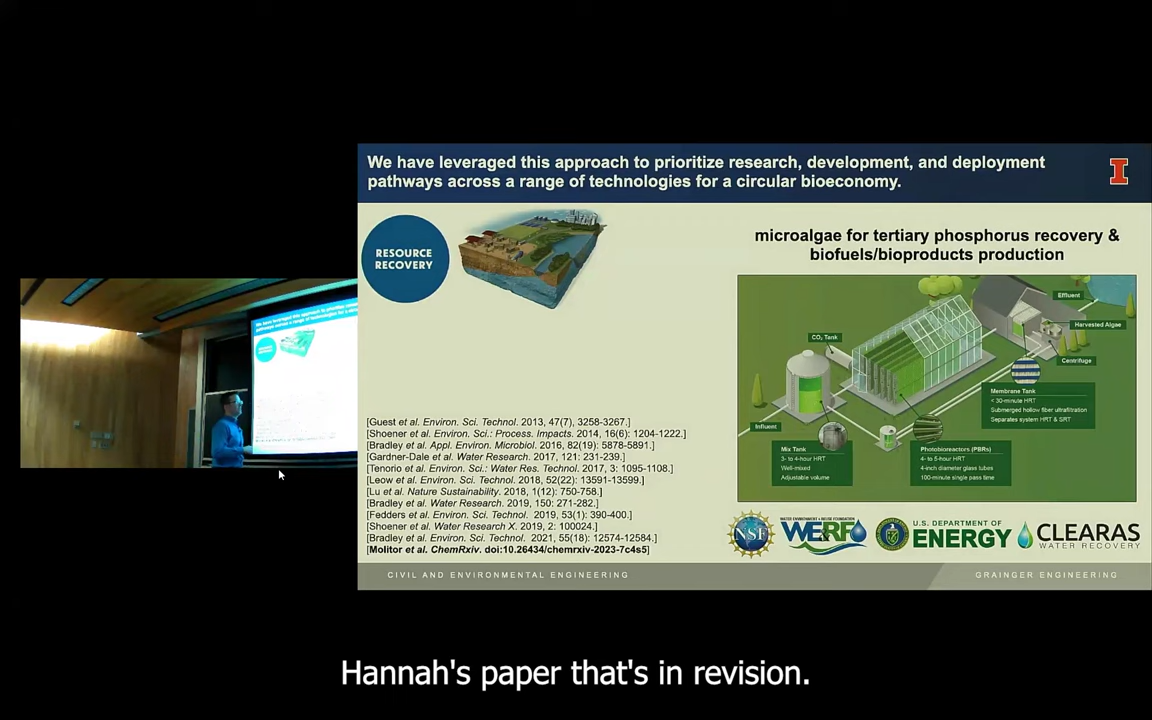 We have leveraged this approach to prioritize research, development, and deployment
pathways across a range of technologies for a circular bioeconomy.
I
RESOURCE
RECOVERY
microalgae for tertiary phosphorus recovery &
biofuels/bioproducts production
Effluent
Harvested Algae
CO₂ Tank
Centrifuge
Membrane Tank
< 30-minute HRT
Submerged hollow fiber ultrafiltration
Separates system HRT & SRT
Influent
Mix Tank
3- to 4-hour HRT
Well-mixed
Adjustable volume
Photobioreactors (PBRs)
4- to 5-hour HRT
4-inch diameter glass tubes
100-minute single pass time
[Guest et al. Environ. Sci. Technol. 2013, 47(7), 3258-3267.]
[Shoener et al. Environ. Sci.: Process. Impacts. 2014, 16(6): 1204-1222.]
[Bradley et al. Appl. Environ. Microbiol. 2016, 82(19): 5878-5891.]
[Gardner-Dale et al. Water Research. 2017, 121: 231-239.]
[Tenorio et al. Environ. Sci.: Water Res. Technol. 2017, 3: 1095-1108.]
[Leow et al. Environ. Sci. Technol. 2018, 52(22): 13591-13599.]
[Lu et al. Nature Sustainability. 2018, 1(12): 750-758.]
[Bradley et al. Water Research. 2019, 150: 271-282.]
[Fedders et al. Environ. Sci. Technol. 2019, 53(1): 390-400.]
[Shoener et al. Water Research X. 2019, 2: 100024.]
[Bradley et al. Environ. Sci. Technol. 2021, 55(18): 12574-12584.]
[Molitor et al. ChemRxiv. doi:10.26434/chemrxiv-2023-7c4s5]
NSF
WATER ENVIRONMENT & REUSE FOUNDATION
WE&RF
U.S. DEPARTMENT OF
ENERGY
CLEARAS
WATER RECOVERY
CIVIL AND ENVIRONMENTAL ENGINEERING
GRAINGER ENGINEERING
Hannah's paper that's in revision.